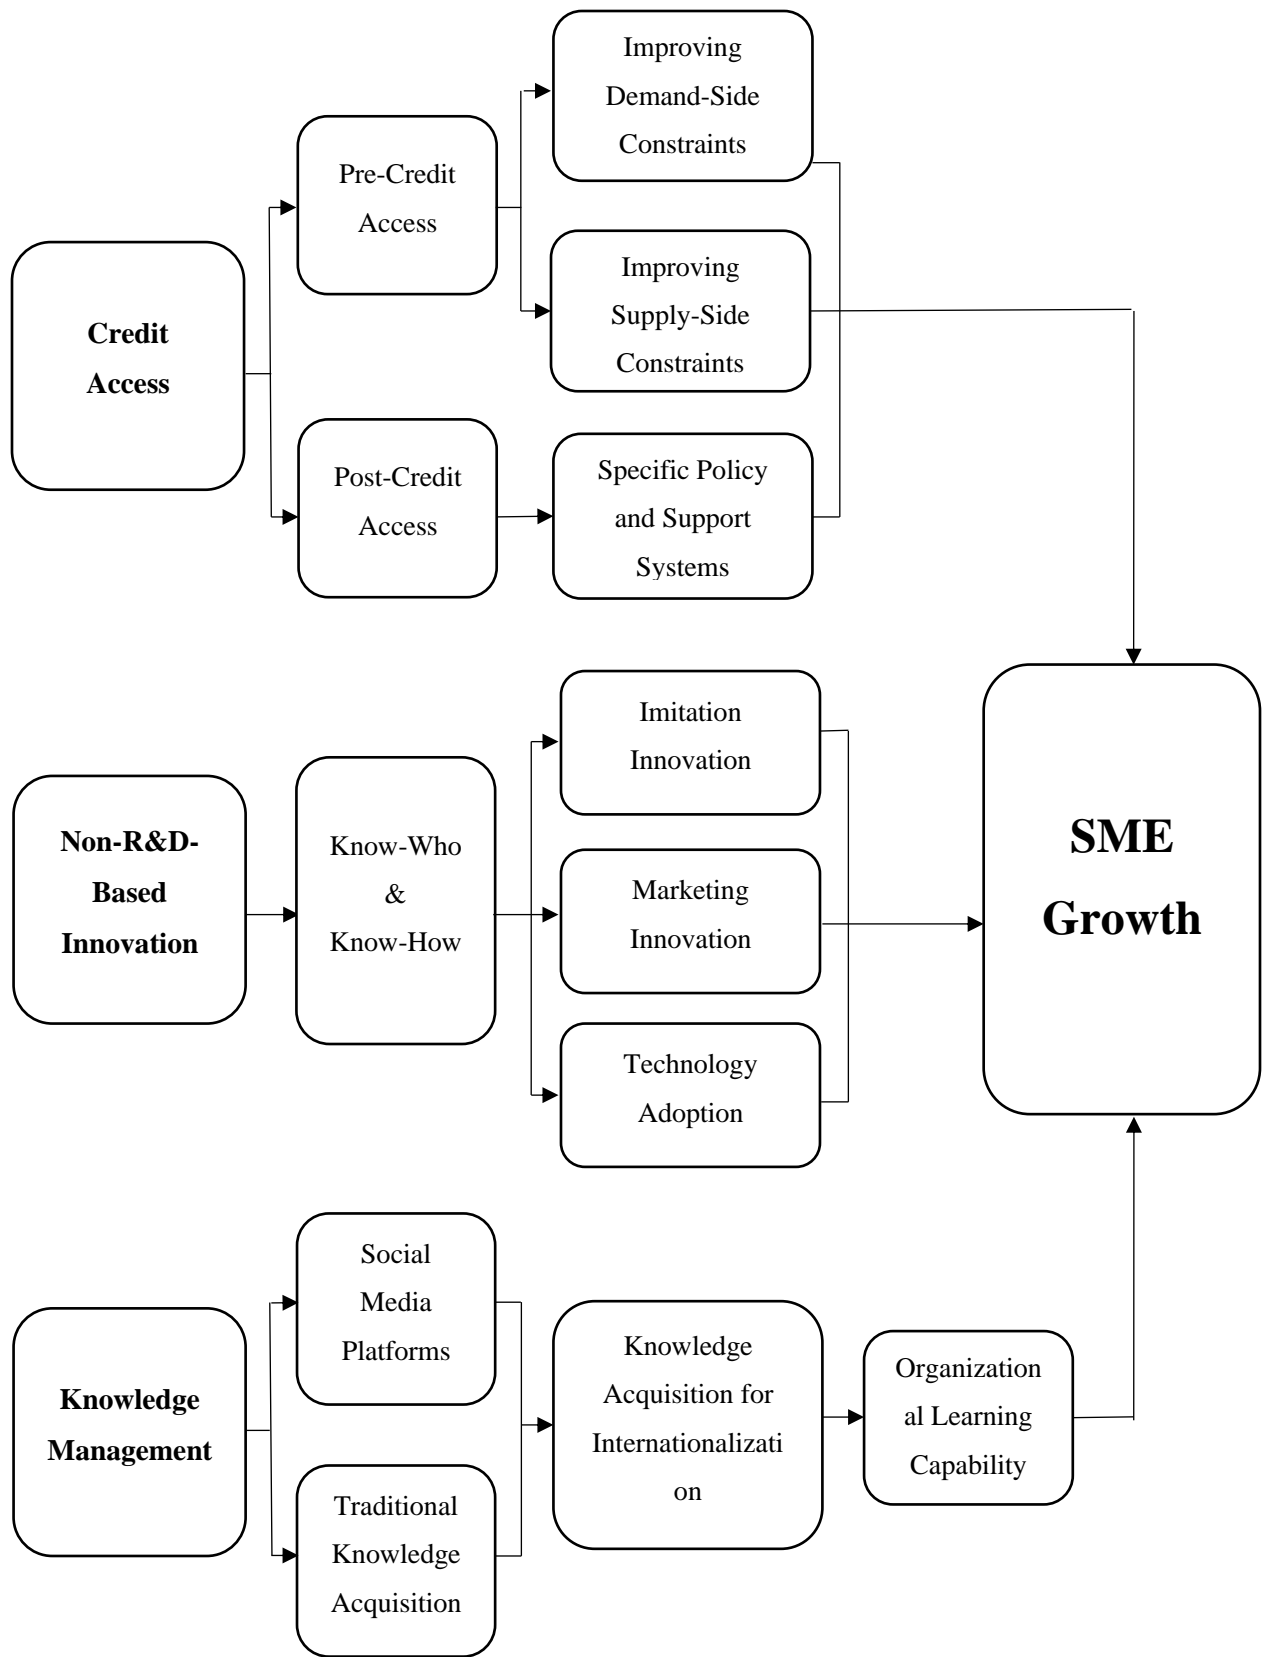 Improving
Demand-Side
Constraints
Pre-Credit
Access
Improving
Supply-Side
Constraints
Credit
Access
Post-Credit
Access
Specific Policy
and Support
Systems
Imitation
Innovation
Non-R&D-
Based
Innovation
Know-Who
&
Know-How
Marketing
Innovation
Technology
Adoption
SME
Growth
Social
Media
Platforms
Knowledge
Management
Traditional
Knowledge
Acquisition
Knowledge
Acquisition for
Internationalizati
on
Organization
al Learning
Capability